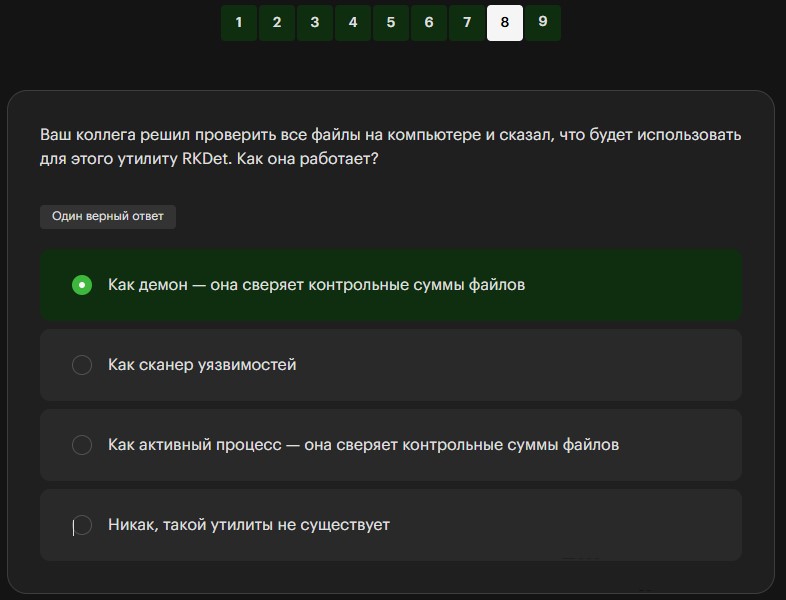 1 2 3 4 5 6 7 8 9
Ваш коллега решил проверить все файлы на компьютере и сказал, что будет использовать
для этого утилиту RKDet. Как она работает?
Один верный ответ
Как демон — она сверяет контрольные суммы файлов
Как сканер уязвимостей
Как активный процесс — она сверяет контрольные суммы файлов
Никак, такой утилиты не существует